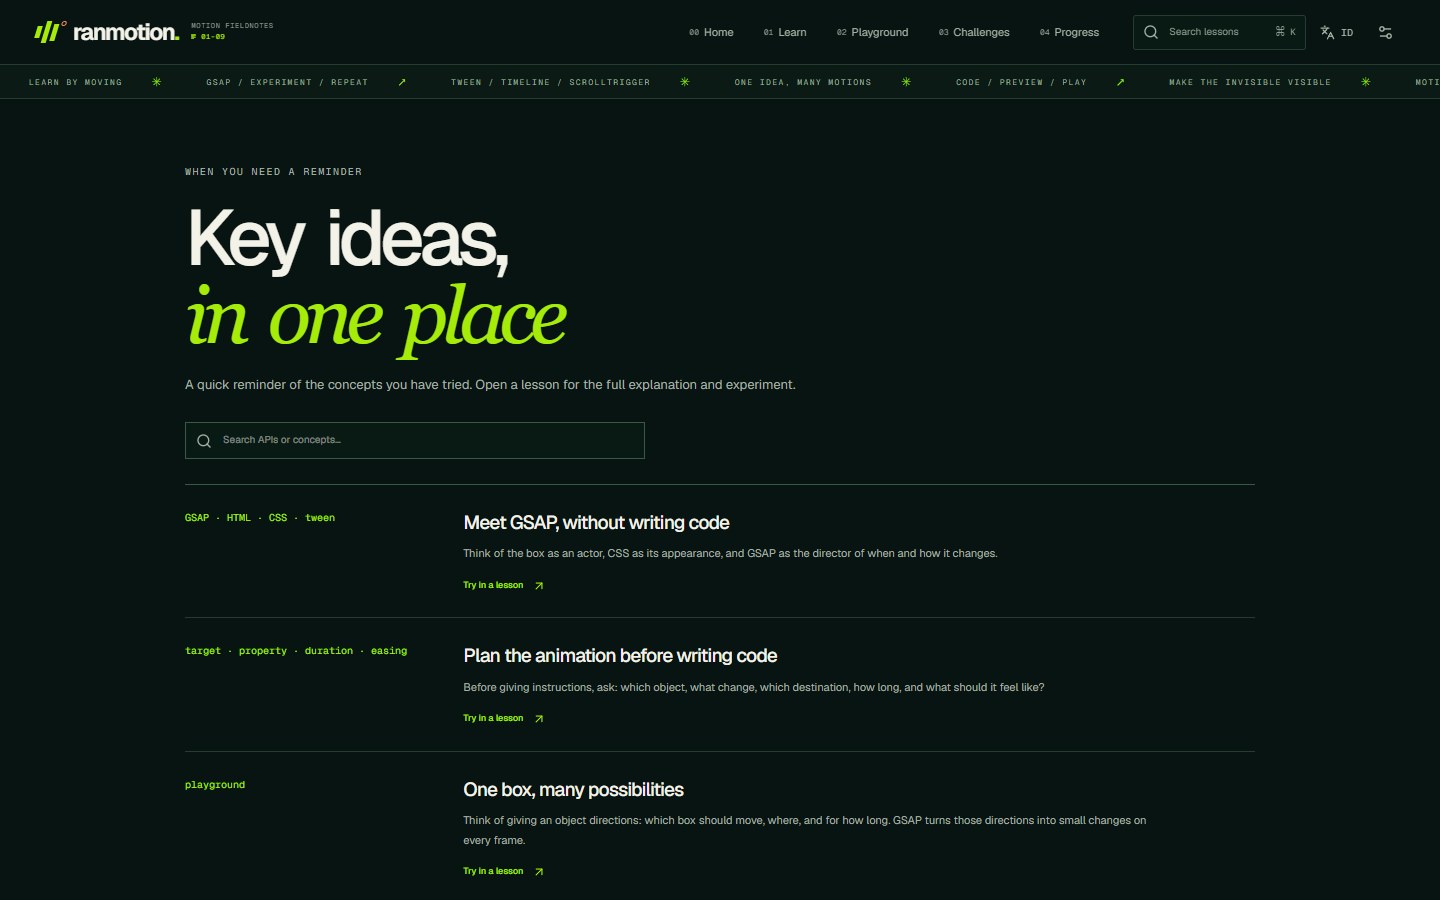 ranmotion.
MOTION FIELDNOTES
№ 01-09
00 Home
01 Learn
02 Playground
03 Challenges
04 Progress
Search lessons ⌘ K
ID
LEARN BY MOVING ✳ GSAP / EXPERIMENT / REPEAT ↗ TWEEN / TIMELINE / SCROLLTRIGGER ✳ ONE IDEA, MANY MOTIONS ✳ CODE / PREVIEW / PLAY ↗ MAKE THE INVISIBLE VISIBLE ✳ MOTI
WHEN YOU NEED A REMINDER
Key ideas,
in one place
A quick reminder of the concepts you have tried. Open a lesson for the full explanation and experiment.
Search APIs or concepts…
GSAP · HTML · CSS · tween
Meet GSAP, without writing code
Think of the box as an actor, CSS as its appearance, and GSAP as the director of when and how it changes.
Try in a lesson ↗
target · property · duration · easing
Plan the animation before writing code
Before giving instructions, ask: which object, what change, which destination, how long, and what should it feel like?
Try in a lesson ↗
playground
One box, many possibilities
Think of giving an object directions: which box should move, where, and for how long. GSAP turns those directions into small changes on
every frame.
Try in a lesson ↗